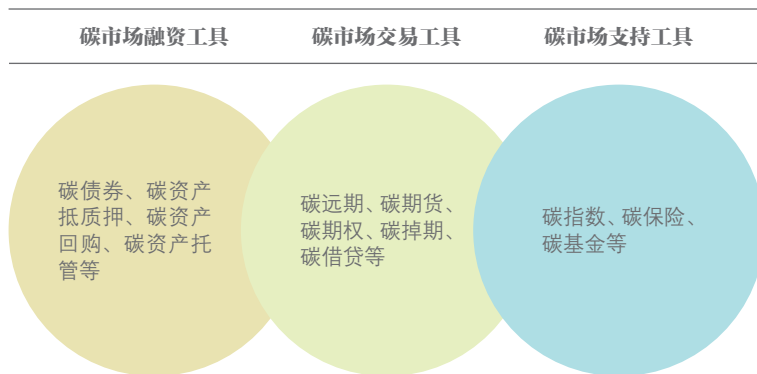 碳市场融资工具
碳市场交易工具
碳市场支持工具
碳债券、碳资产
抵质押、碳资产
回购、碳资产托
管等
碳远期、碳期货、
碳期权、碳掉期、
碳借贷等
碳指数、碳保险、
碳基金等